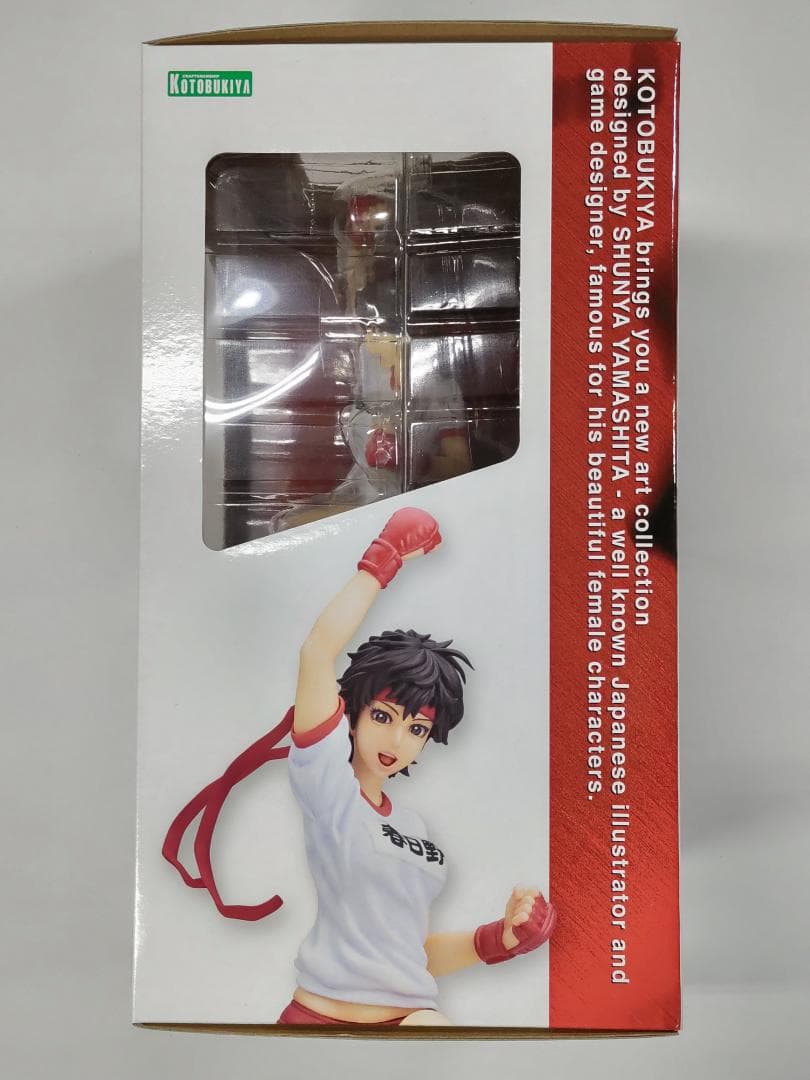 CRAFTSMANSHIP
KOTOBUKIYA
KOTOBUKIYA brings you a new art collection
designed by SHUNYA YAMASHITA - a well known Japanese illustrator and
game designer, famous for his beautiful female characters.
春日野